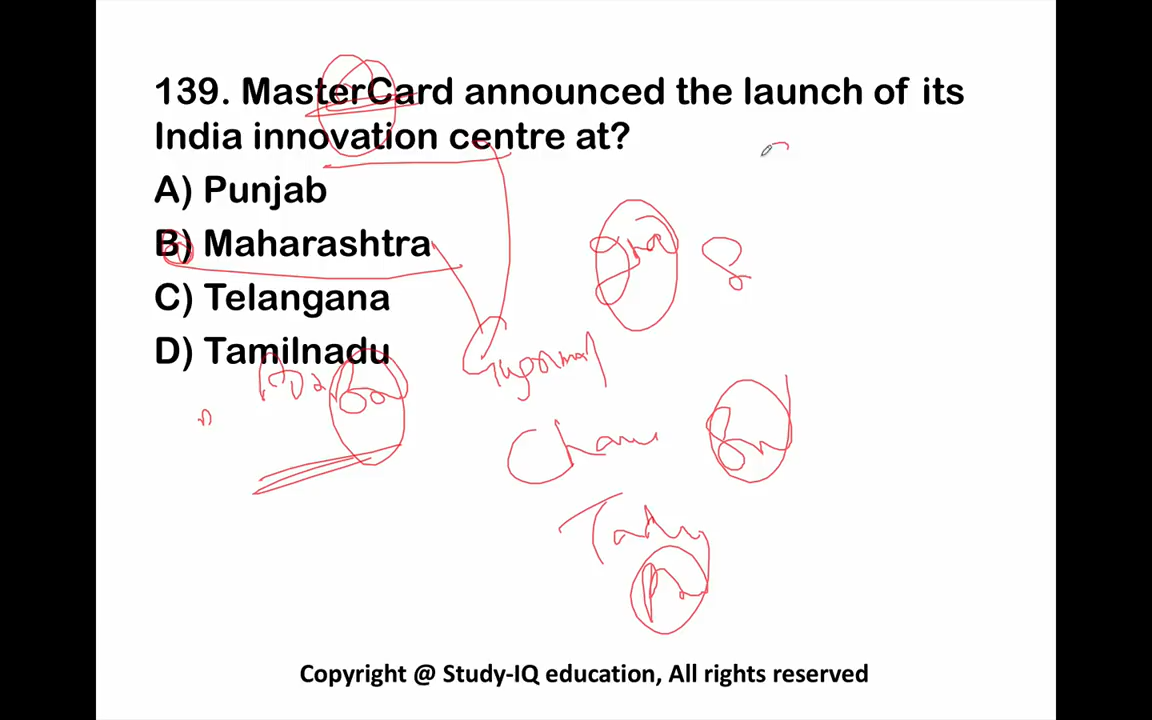 139. MasterCard announced the launch of its
India innovation centre at?
A) Punjab
B) Maharashtra
C) Telangana
D) Tamilnadu
Copyright @ Study-IQ education, All rights reserved